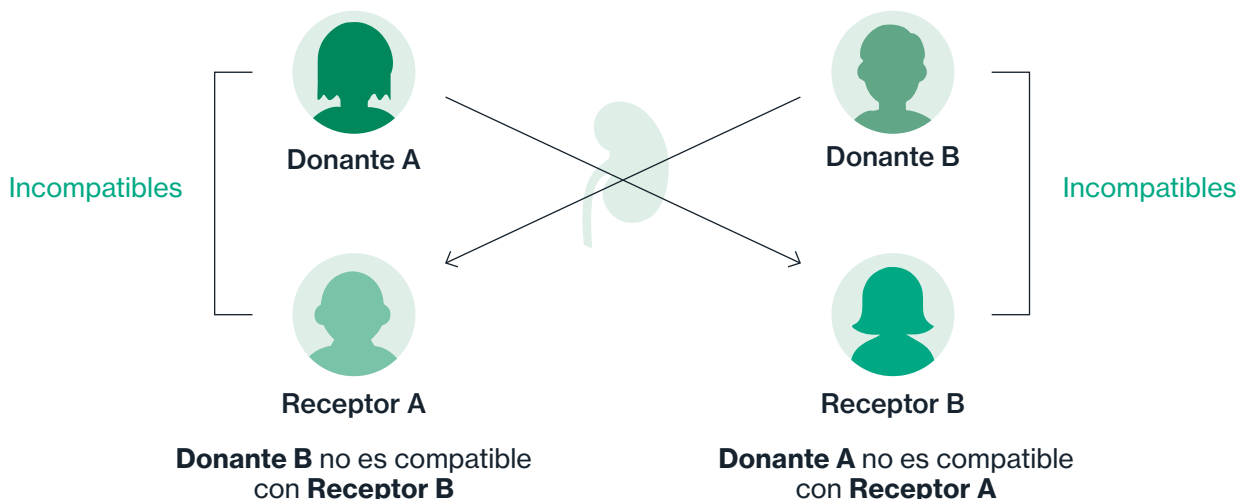 Donante A
Donante B
Incompatibles
Incompatibles
Receptor A
Receptor B
Donante B no es compatible
con Receptor B
Donante A no es compatible
con Receptor A